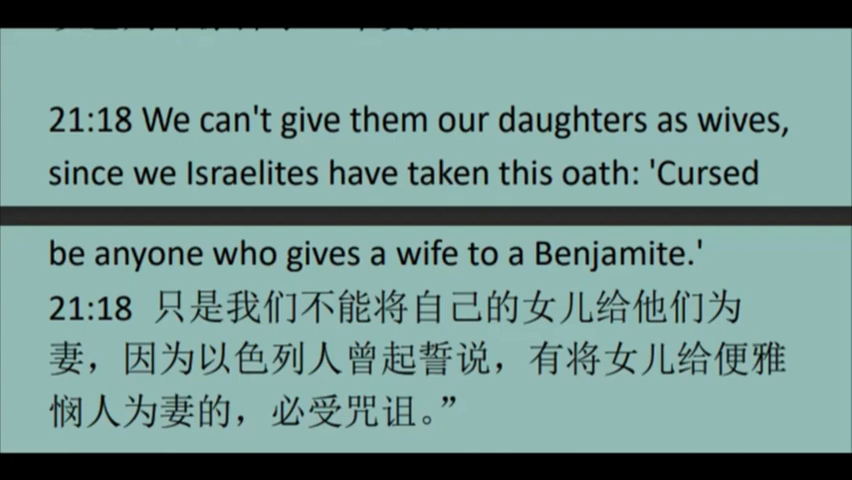 21:18 We can't give them our daughters as wives,
since we Israelites have taken this oath: 'Cursed
be anyone who gives a wife to a Benjamite.'
21:18 只是我们不能将自己的女儿给他们为
妻，因为以色列人曾起誓说，有将女儿给便雅
悯人为妻的，必受咒诅。”